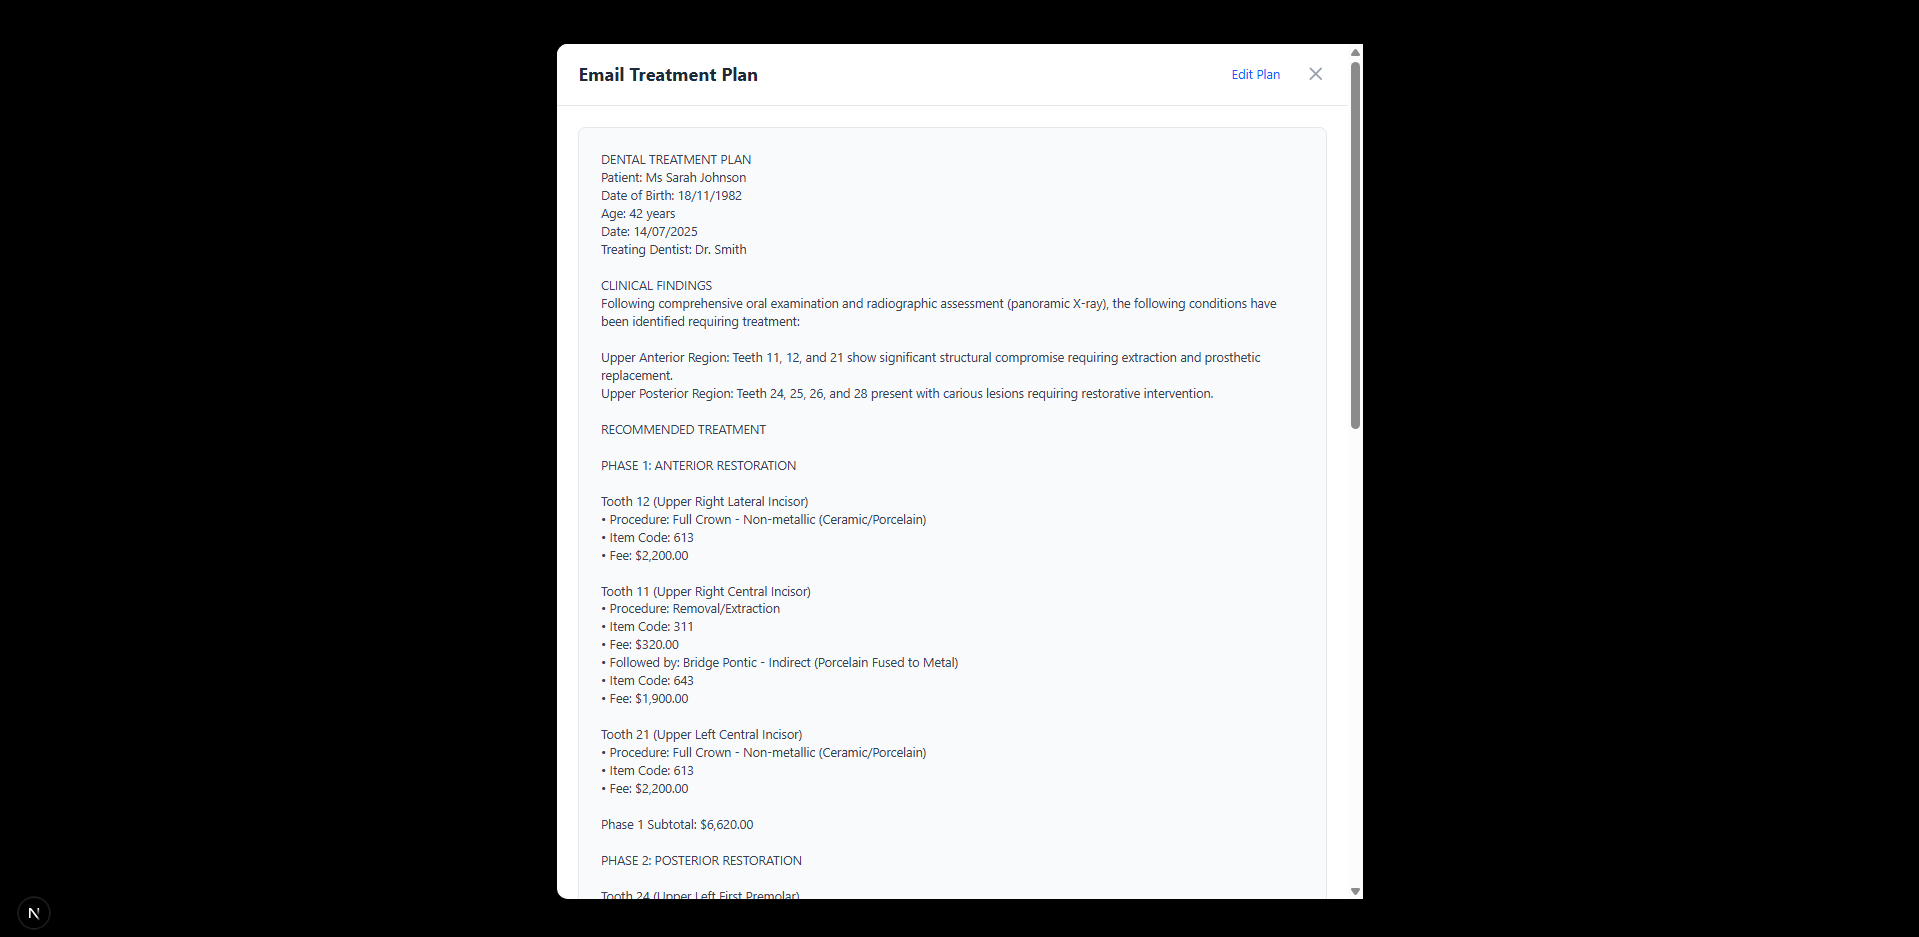 Email Treatment Plan
Edit Plan
DENTAL TREATMENT PLAN
Patient: Ms Sarah Johnson
Date of Birth: 18/11/1982
Age: 42 years
Date: 14/07/2025
Treating Dentist: Dr. Smith
CLINICAL FINDINGS
Following comprehensive oral examination and radiographic assessment (panoramic X-ray), the following conditions have
been identified requiring treatment:
Upper Anterior Region: Teeth 11, 12, and 21 show significant structural compromise requiring extraction and prosthetic
replacement.
Upper Posterior Region: Teeth 24, 25, 26, and 28 present with carious lesions requiring restorative intervention.
RECOMMENDED TREATMENT
PHASE 1: ANTERIOR RESTORATION
Tooth 12 (Upper Right Lateral Incisor)
• Procedure: Full Crown - Non-metallic (Ceramic/Porcelain)
• Item Code: 613
• Fee: $2,200.00
Tooth 11 (Upper Right Central Incisor)
• Procedure: Removal/Extraction
• Item Code: 311
• Fee: $320.00
• Followed by: Bridge Pontic - Indirect (Porcelain Fused to Metal)
• Item Code: 643
• Fee: $1,900.00
Tooth 21 (Upper Left Central Incisor)
• Procedure: Full Crown - Non-metallic (Ceramic/Porcelain)
• Item Code: 613
• Fee: $2,200.00
Phase 1 Subtotal: $6,620.00
PHASE 2: POSTERIOR RESTORATION
Tooth 24 (Upper Left First Premolar)
N